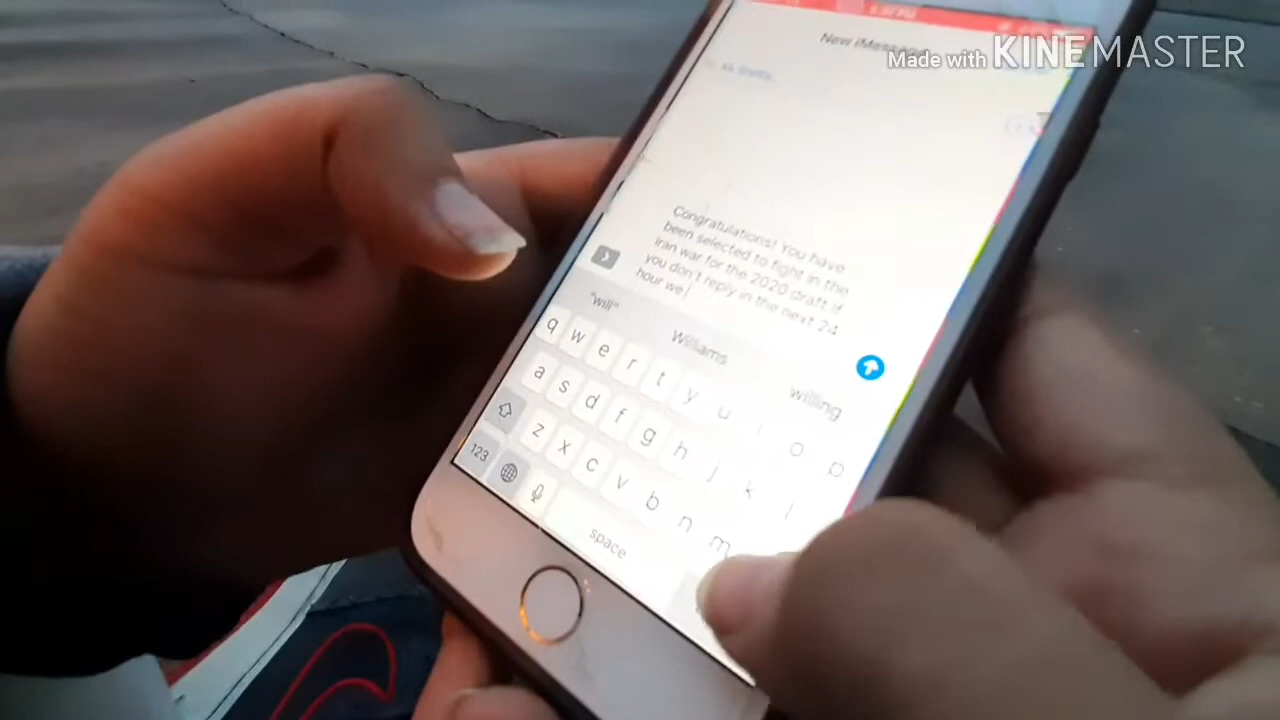 Made with KINEMASTER
New iMessage
Congratulations! You have
been selected to fight in the
Iran war for the 2020 draft if
you don't reply in the next 24
hour we
"will" Williams willing
q w e r t y u i o p
a s d f g h j k l
z x c v b n m
123 space